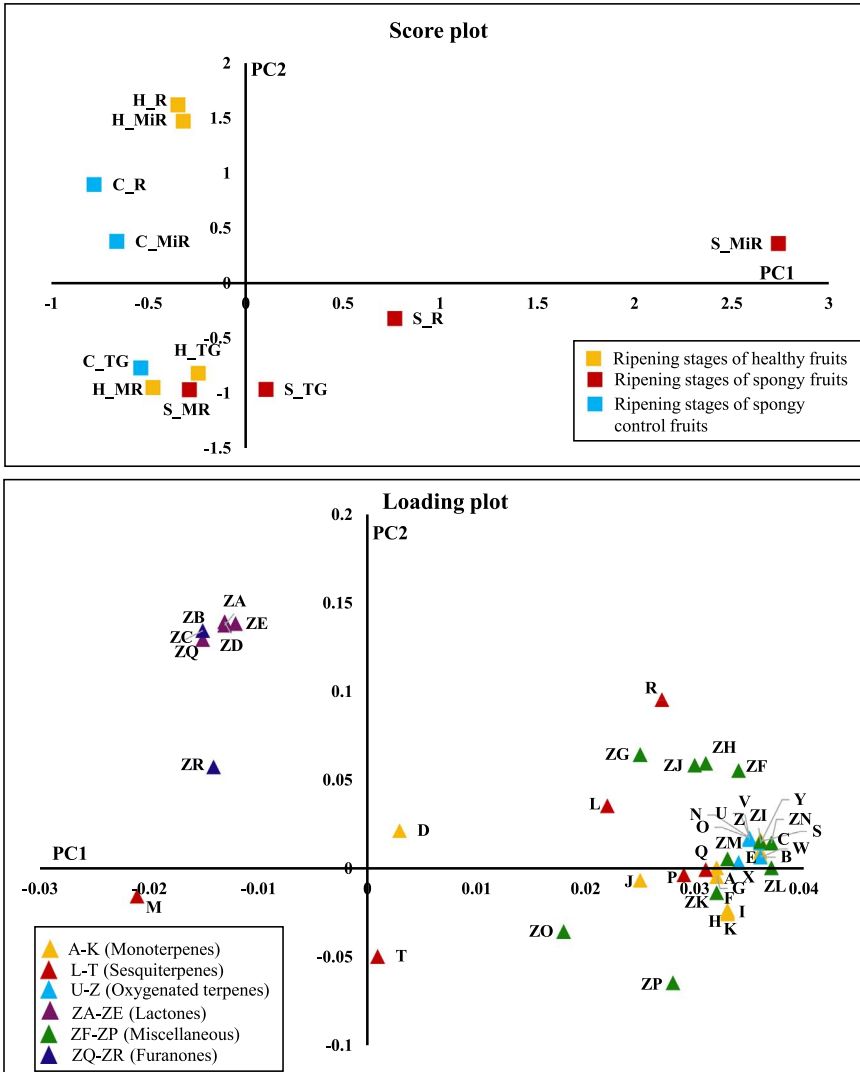 Score plot
2
PC2
H_R
1.5
H_MiR
1
C_R
0.5
C_MiR
S_MiR
0
PC1
-1
-0.5
0
0.5
1
1.5
2
2.5
3
S_R
-0.5
H_TG
C_TG
H_MR
-1
S_TG
S_MR
-1.5
Ripening stages of healthy fruits
Ripening stages of spongy fruits
Ripening stages of spongy
control fruits
Loading plot
0.2
PC2
0.15
ZA
ZB
ZE
ZC
ZD
ZQ
0.1
R
ZH
ZG
ZJ
ZF
ZR
0.05
L
V
Y
N
U
Z
ZI
ZN
D
O
C
S
ZM
W
Q
E
B
PC1
0
-0.03
-0.02
-0.01
0
0.02
0.03
0.04
J
P
A
X
ZL
G
ZK
F
M
H
I
K
ZO
-0.05
T
ZP
-0.1
A-K (Monoterpenes)
L-T (Sesquiterpenes)
U-Z (Oxygenated terpenes)
ZA-ZE (Lactones)
ZF-ZP (Miscellaneous)
ZQ-ZR (Furanones)
0.01